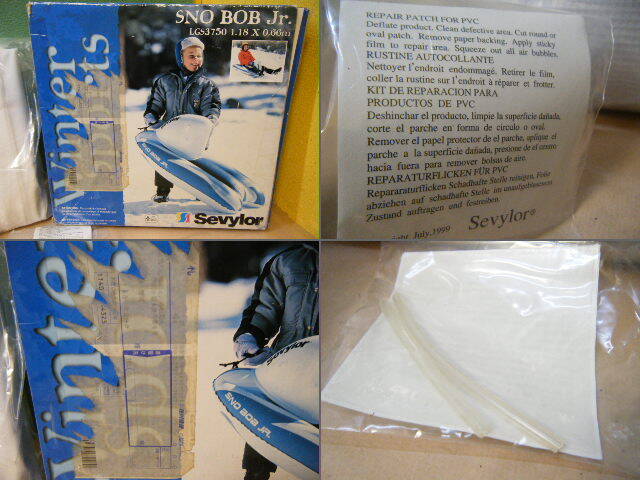 SNO BOB Jr.
LGS3750 1.18 X 0.66m
Winter
SNO BOB Jr.
Sevylor
REPAIR PATCH FOR PVC
Deflate product. Clean defective area. Cut round or
oval patch. Remove paper backing. Apply sticky
film to repair area. Squeeze out all air bubbles.
RUSTINE AUTOCOLLANTE
Nettoyer l'endroit endommagé. Retirer le film,
coller la rustine sur l'endroit à réparer et frotter.
KIT DE REPARACION PARA
PRODUCTOS DE PVC
Deshinchar el producto, limpie la superficie dañada,
corte el parche en forma de circulo o oval.
Remover el papel protector de el parche, aplique el
parche a la superficie dañada, presione de el centro
hacia fuera para remover bolsas de aire.
REPARATURFLICKEN FÜR PVC
Repararaturflicken Schadhafte Stelle reinigen, Folie
abziehen auf schadhafte Stelle im unaufgeblasenen
Zustand auftragen und festreiben.
July, 1999
Sevylor®
Winter
SNO BOB Jr.